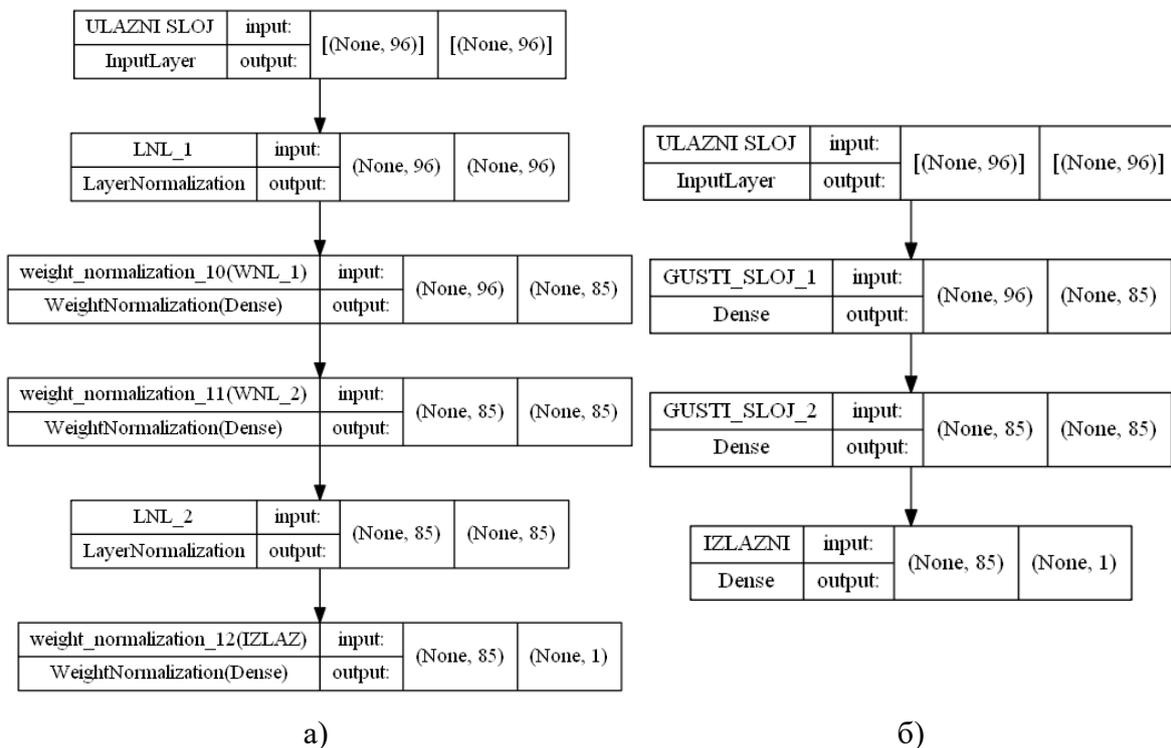 ULAZNI SLOJ input: [(None, 96)] [(None, 96)]
InputLayer output:
LNL_1 input: (None, 96) (None, 96)
LayerNormalization output:
weight_normalization_10(WNL_1) input: (None, 96) (None, 85)
WeightNormalization(Dense) output:
weight_normalization_11(WNL_2) input: (None, 85) (None, 85)
WeightNormalization(Dense) output:
LNL_2 input: (None, 85) (None, 85)
LayerNormalization output:
weight_normalization_12(IZLAZ) input: (None, 85) (None, 1)
WeightNormalization(Dense) output:
а)
ULAZNI SLOJ input: [(None, 96)] [(None, 96)]
InputLayer output:
GUSTI_SLOJ_1 input: (None, 96) (None, 85)
Dense output:
GUSTI_SLOJ_2 input: (None, 85) (None, 85)
Dense output:
IZLAZNI input: (None, 85) (None, 1)
Dense output:
б)